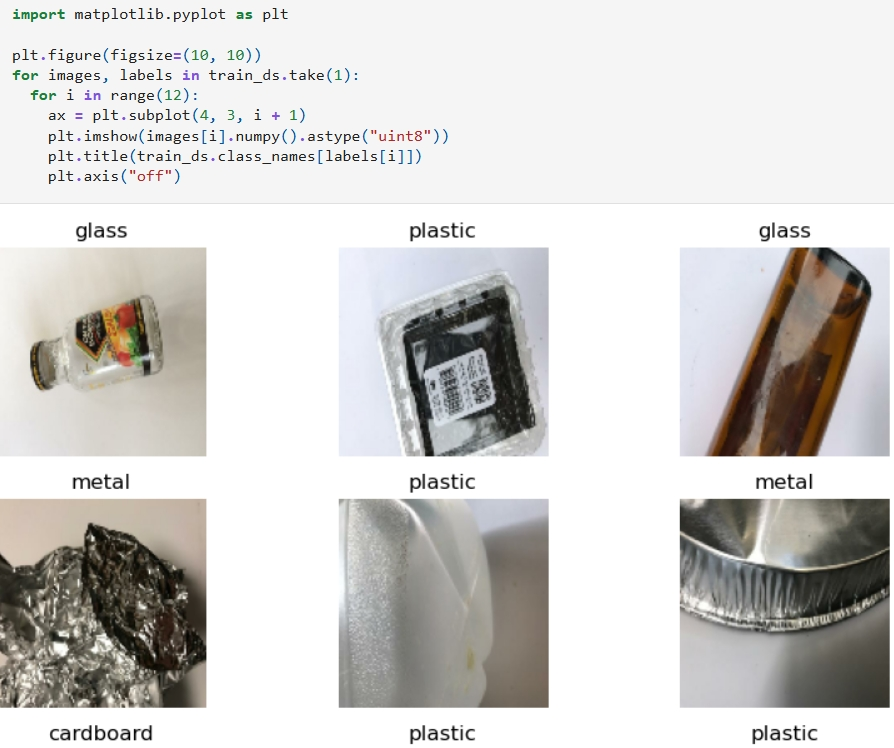 import matplotlib.pyplot as plt
plt.figure(figsize=(10, 10))
for images, labels in train_ds.take(1):
  for i in range(12):
    ax = plt.subplot(4, 3, i + 1)
    plt.imshow(images[i].numpy().astype("uint8"))
    plt.title(train_ds.class_names[labels[i]])
    plt.axis("off")
glass plastic glass
metal plastic metal
cardboard plastic plastic